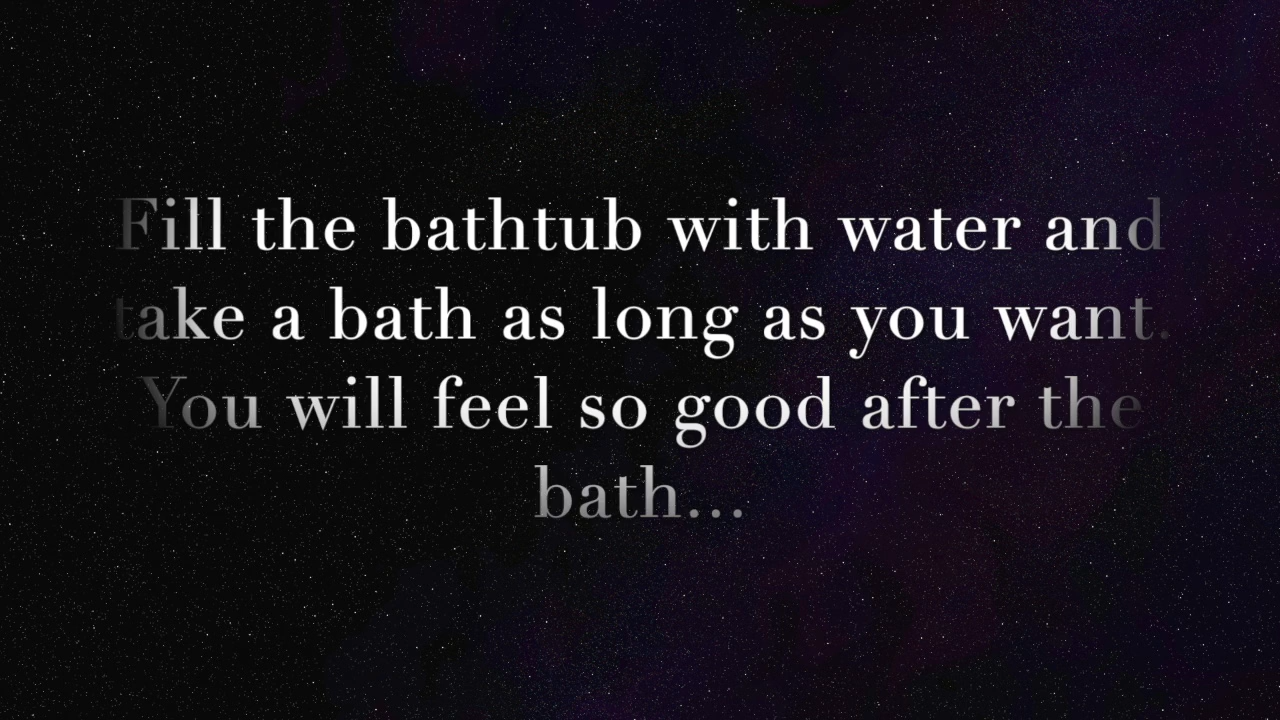 Fill the bathtub with water and
take a bath as long as you want.
You will feel so good after the
bath...